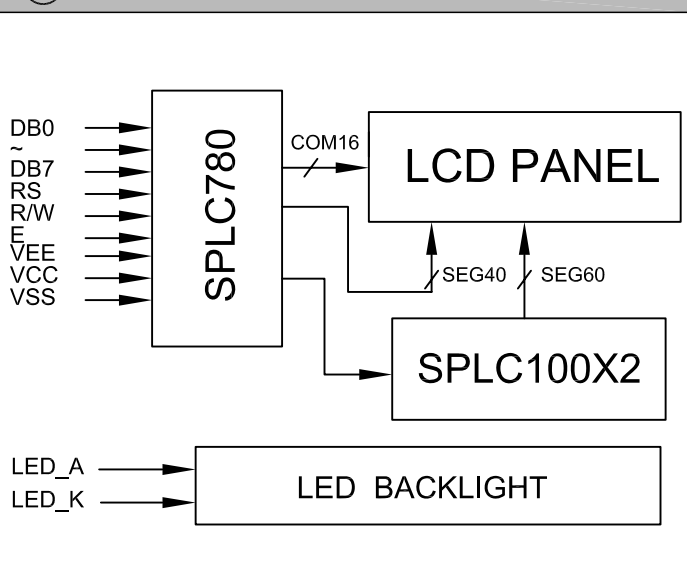 DB0
~
DB7
RS
R/W
E
VEE
VCC
VSS
SPLC780
COM16
LCD PANEL
SEG40
SEG60
SPLC100X2
LED_A
LED_K
LED BACKLIGHT